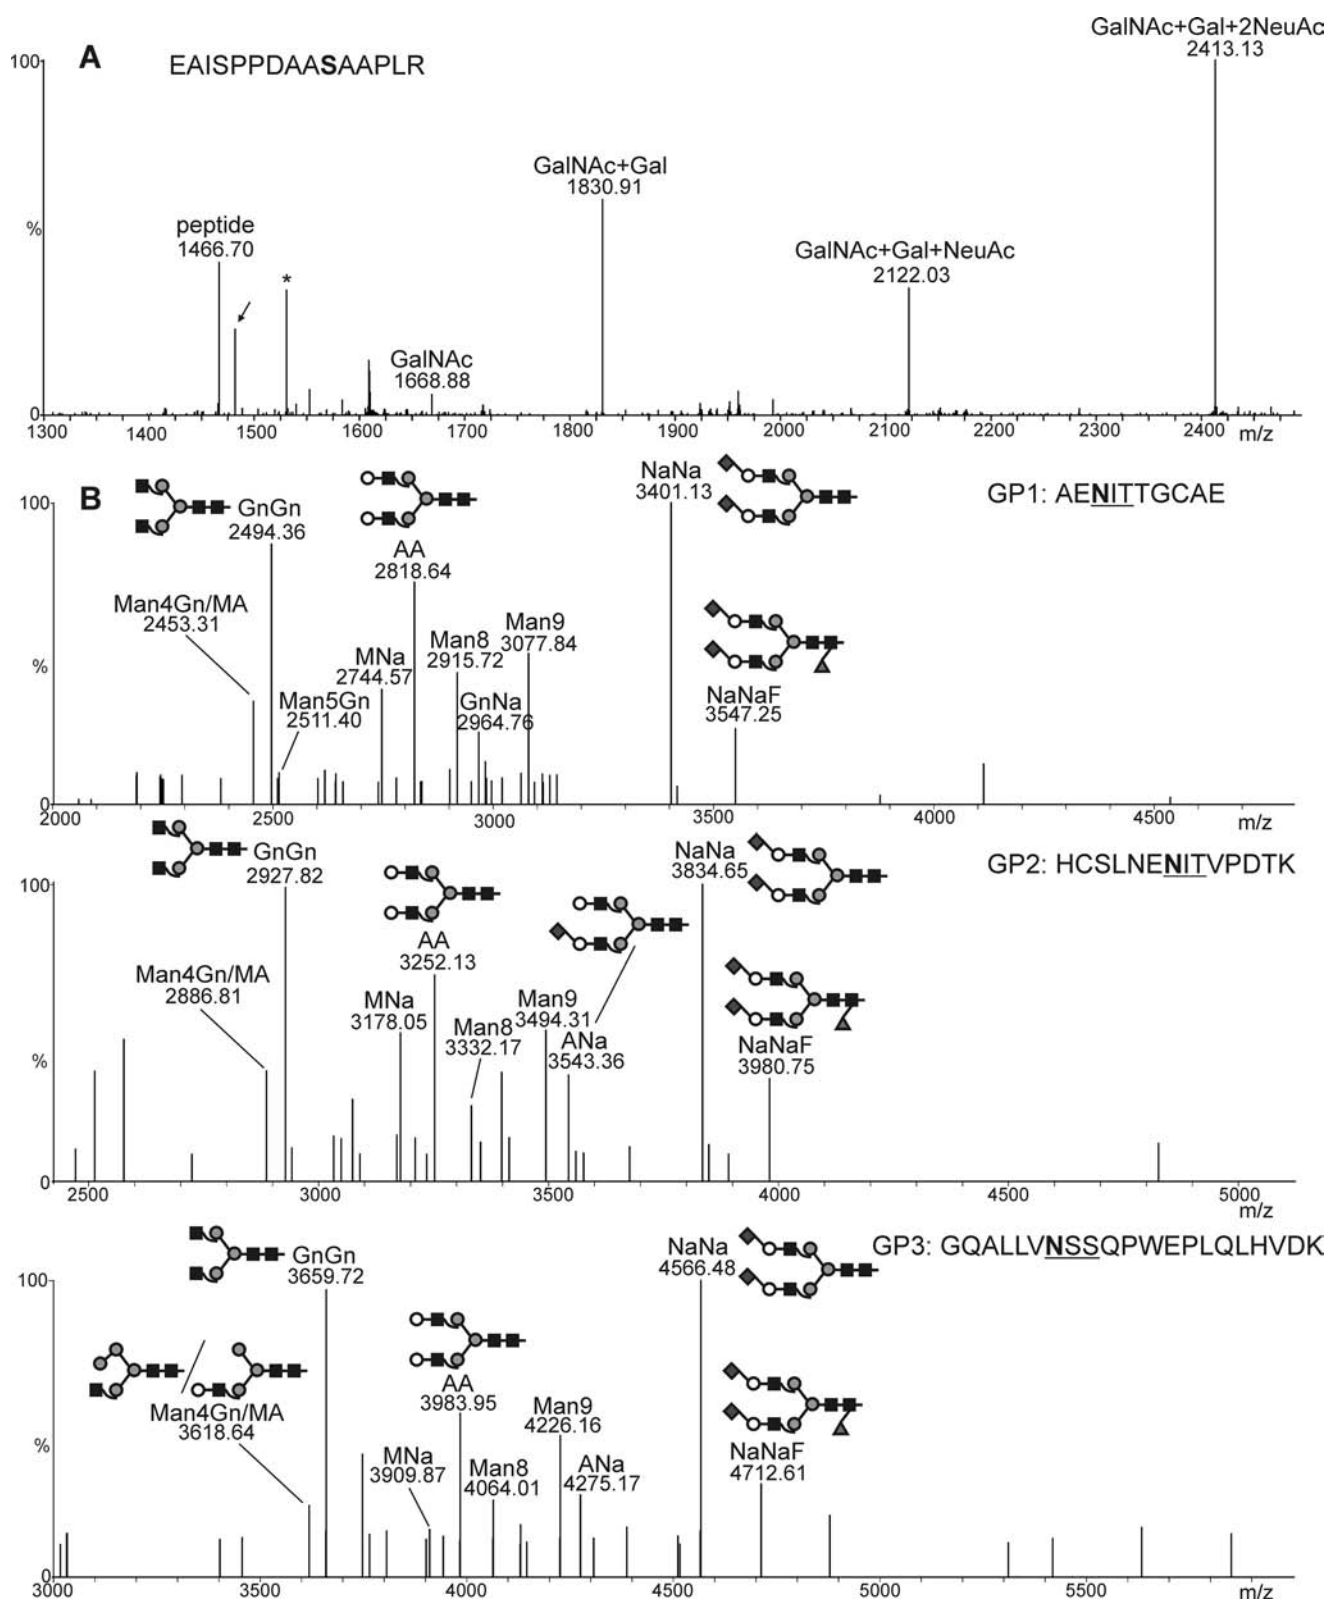 A
EAISPPDAASAAPLR
GalNAc+Gal+2NeuAc
2413.13
100
GalNAc+Gal
1830.91
%
peptide
1466.70
GalNAc+Gal+NeuAc
2122.03
*
GalNAc
1668.88
0
1300 1400 1500 1600 1700 1800 1900 2000 2100 2200 2300 2400 m/z
B
GP1: AENITTGCAE
100
GnGn
2494.36
AA
2818.64
NaNa
3401.13
Man4Gn/MA
2453.31
Man9
3077.84
Man8
2915.72
MNa
2744.57
%
Man5Gn
2511.40
GnNa
2964.76
NaNaF
3547.25
0
2000 2500 3000 3500 4000 4500 m/z
GP2: HCSLNENITVPDTK
100
GnGn
2927.82
NaNa
3834.65
AA
3252.13
Man4Gn/MA
2886.81
MNa
3178.05
Man9
3494.31
Man8
3332.17
ANa
3543.36
NaNaF
3980.75
%
0
2500 3000 3500 4000 4500 5000
m/z
GP3: GQALLVNSSQPWEPLQLHVDK
100
GnGn
3659.72
NaNa
4566.48
AA
3983.95
Man4Gn/MA
3618.64
Man9
4226.16
MNa
3909.87
Man8
4064.01
ANa
4275.17
NaNaF
4712.61
%
0
3000 3500 4000 4500 5000 5500 m/z